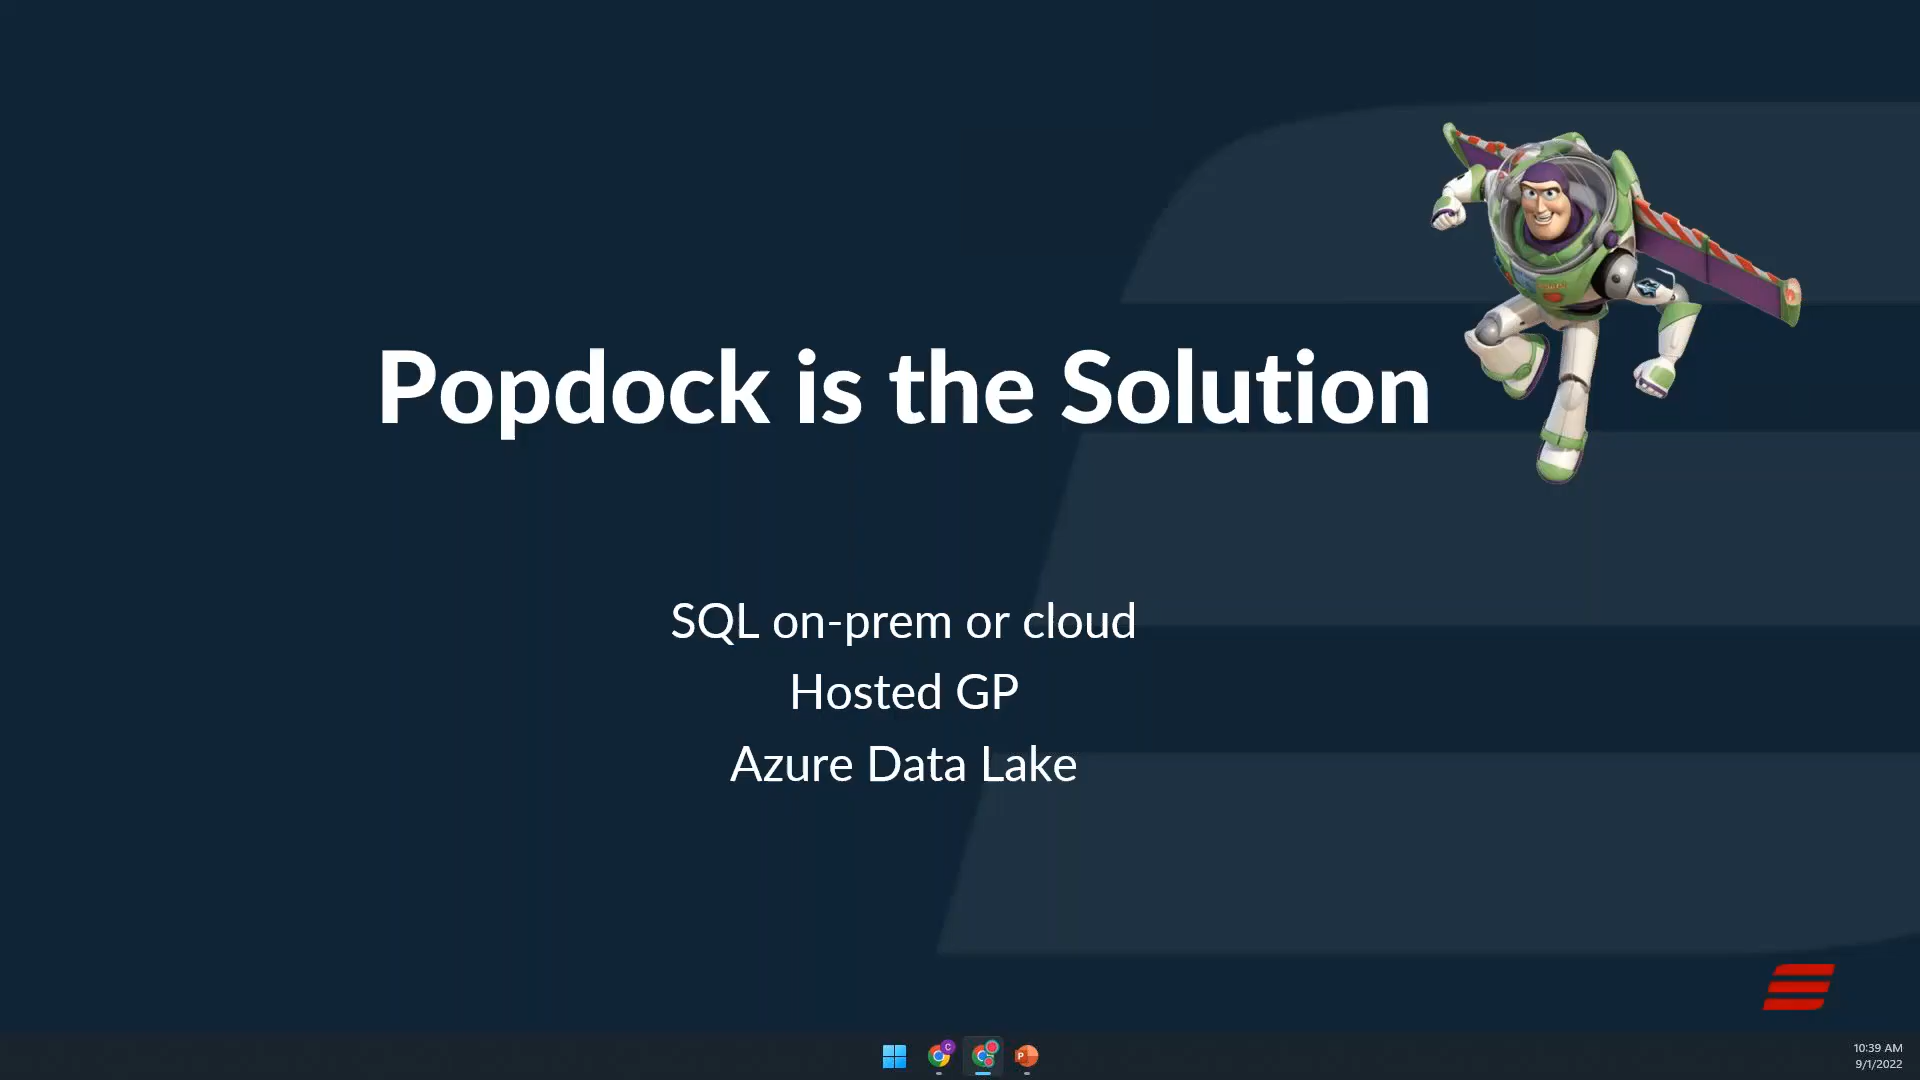 Popdock is the Solution
SQL on-prem or cloud
Hosted GP
Azure Data Lake
10:39 AM
9/1/2022